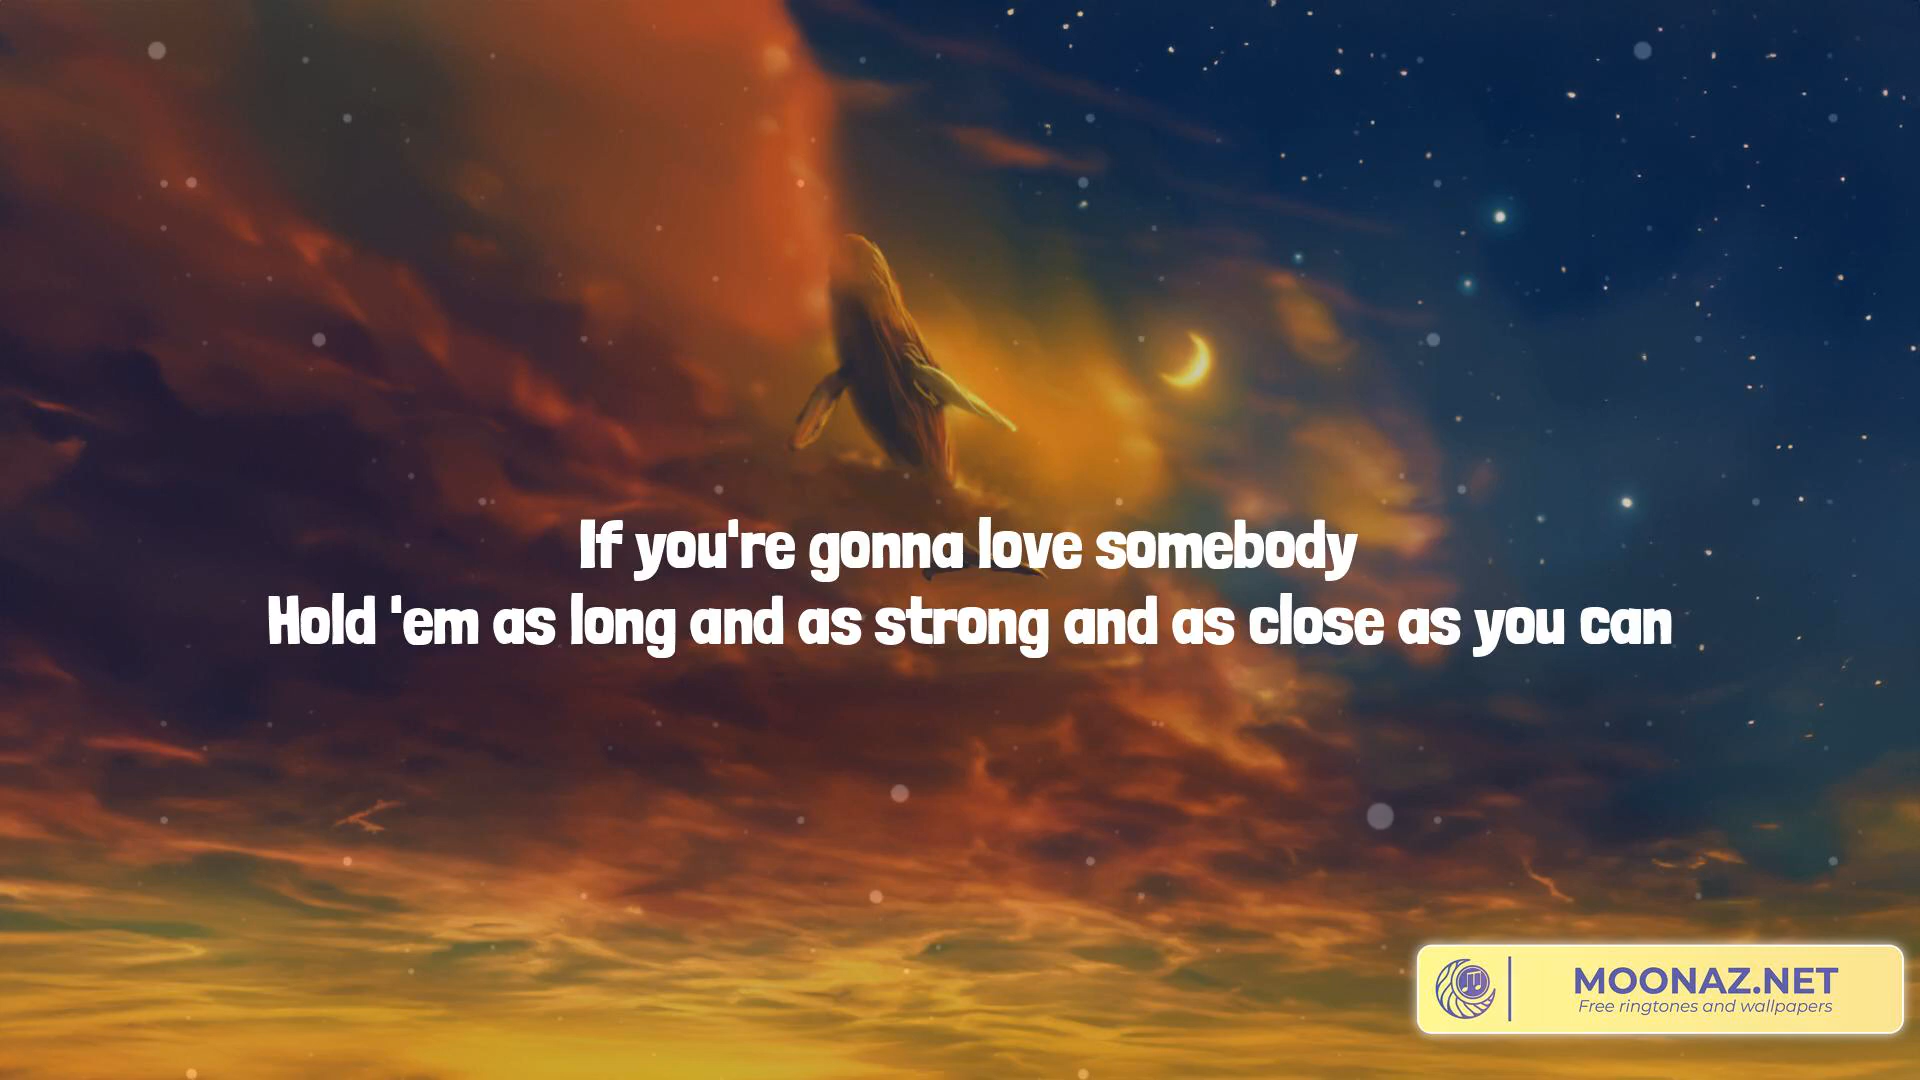 If you're gonna love somebody
Hold 'em as long and as strong and as close as you can
MOONAZ.NET
Free ringtones and wallpapers